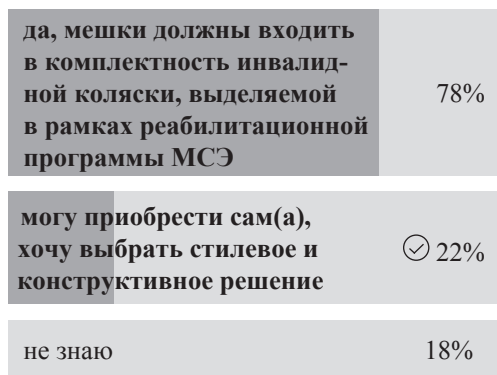 да, мешки должны входить
в комплектность инвалид-
ной коляски, выделяемой
в рамках реабилитационной
программы МСЭ
78%
могу приобрести сам(а),
хочу выбрать стилевое и
конструктивное решение
22%
не знаю 18%